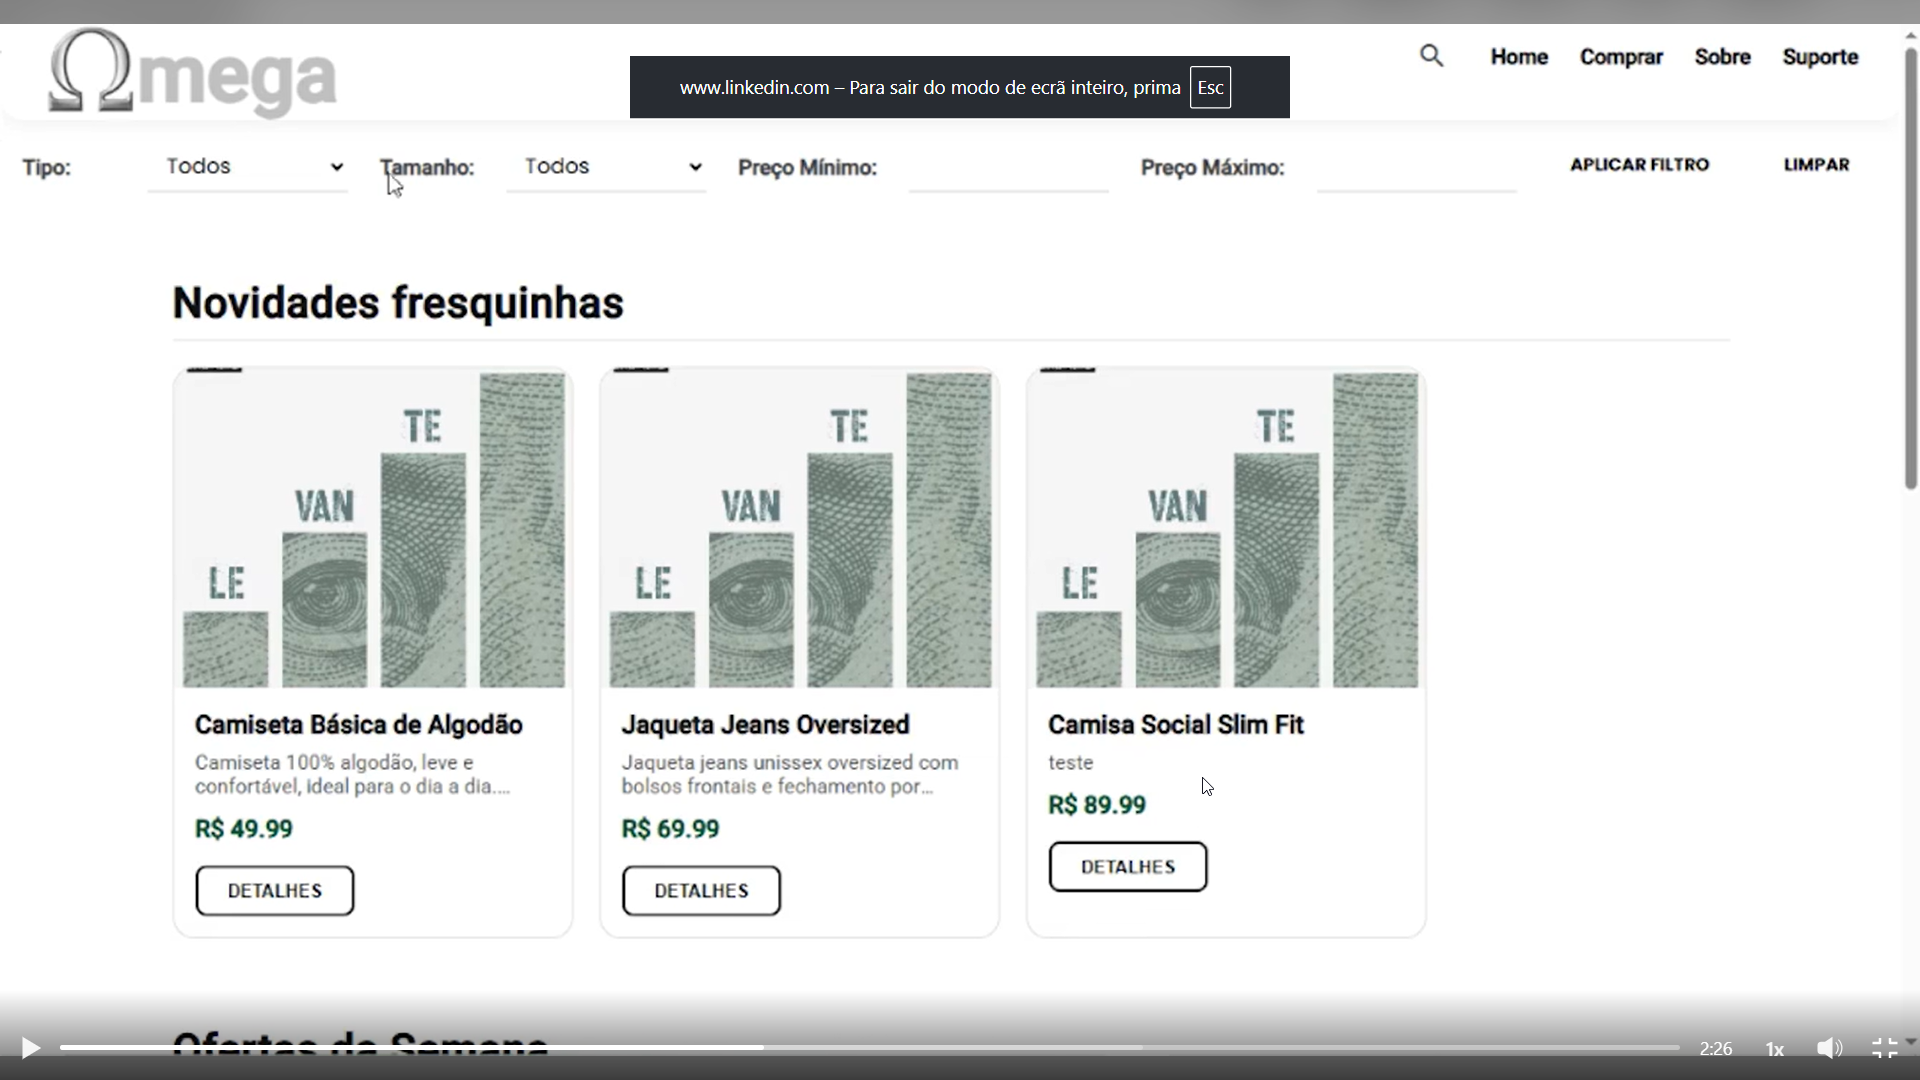 Ωmega
www.linkedin.com – Para sair do modo de ecrã inteiro, prima Esc
Home Comprar Sobre Suporte
Tipo: Todos Tamanho: Todos Preço Mínimo: Preço Máximo: APLICAR FILTRO LIMPAR
Novidades fresquinhas
LE VAN TE
LE VAN TE
LE VAN TE
Camiseta Básica de Algodão
Camiseta 100% algodão, leve e
confortável, ideal para o dia a dia....
R$ 49.99
DETALHES
Jaqueta Jeans Oversized
Jaqueta jeans unissex oversized com
bolsos frontais e fechamento por...
R$ 69.99
DETALHES
Camisa Social Slim Fit
teste
R$ 89.99
DETALHES
Ofertas da Semana
2:26 1x